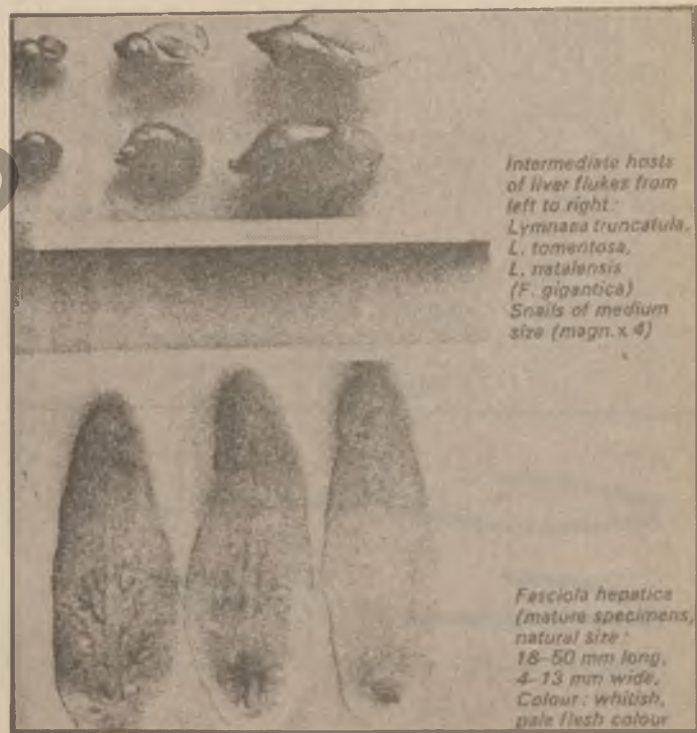 Intermediate hosts
of liver flukes from
left to right:
Lymnaea truncatula,
L. tomentosa,
L. natalensis
(F. gigantica)
Snails of medium
size (magn. x 4)
Fasciola hepatica
(mature specimens,
natural size:
18–50 mm long,
4–13 mm wide,
Colour: whitish,
pale flesh colour